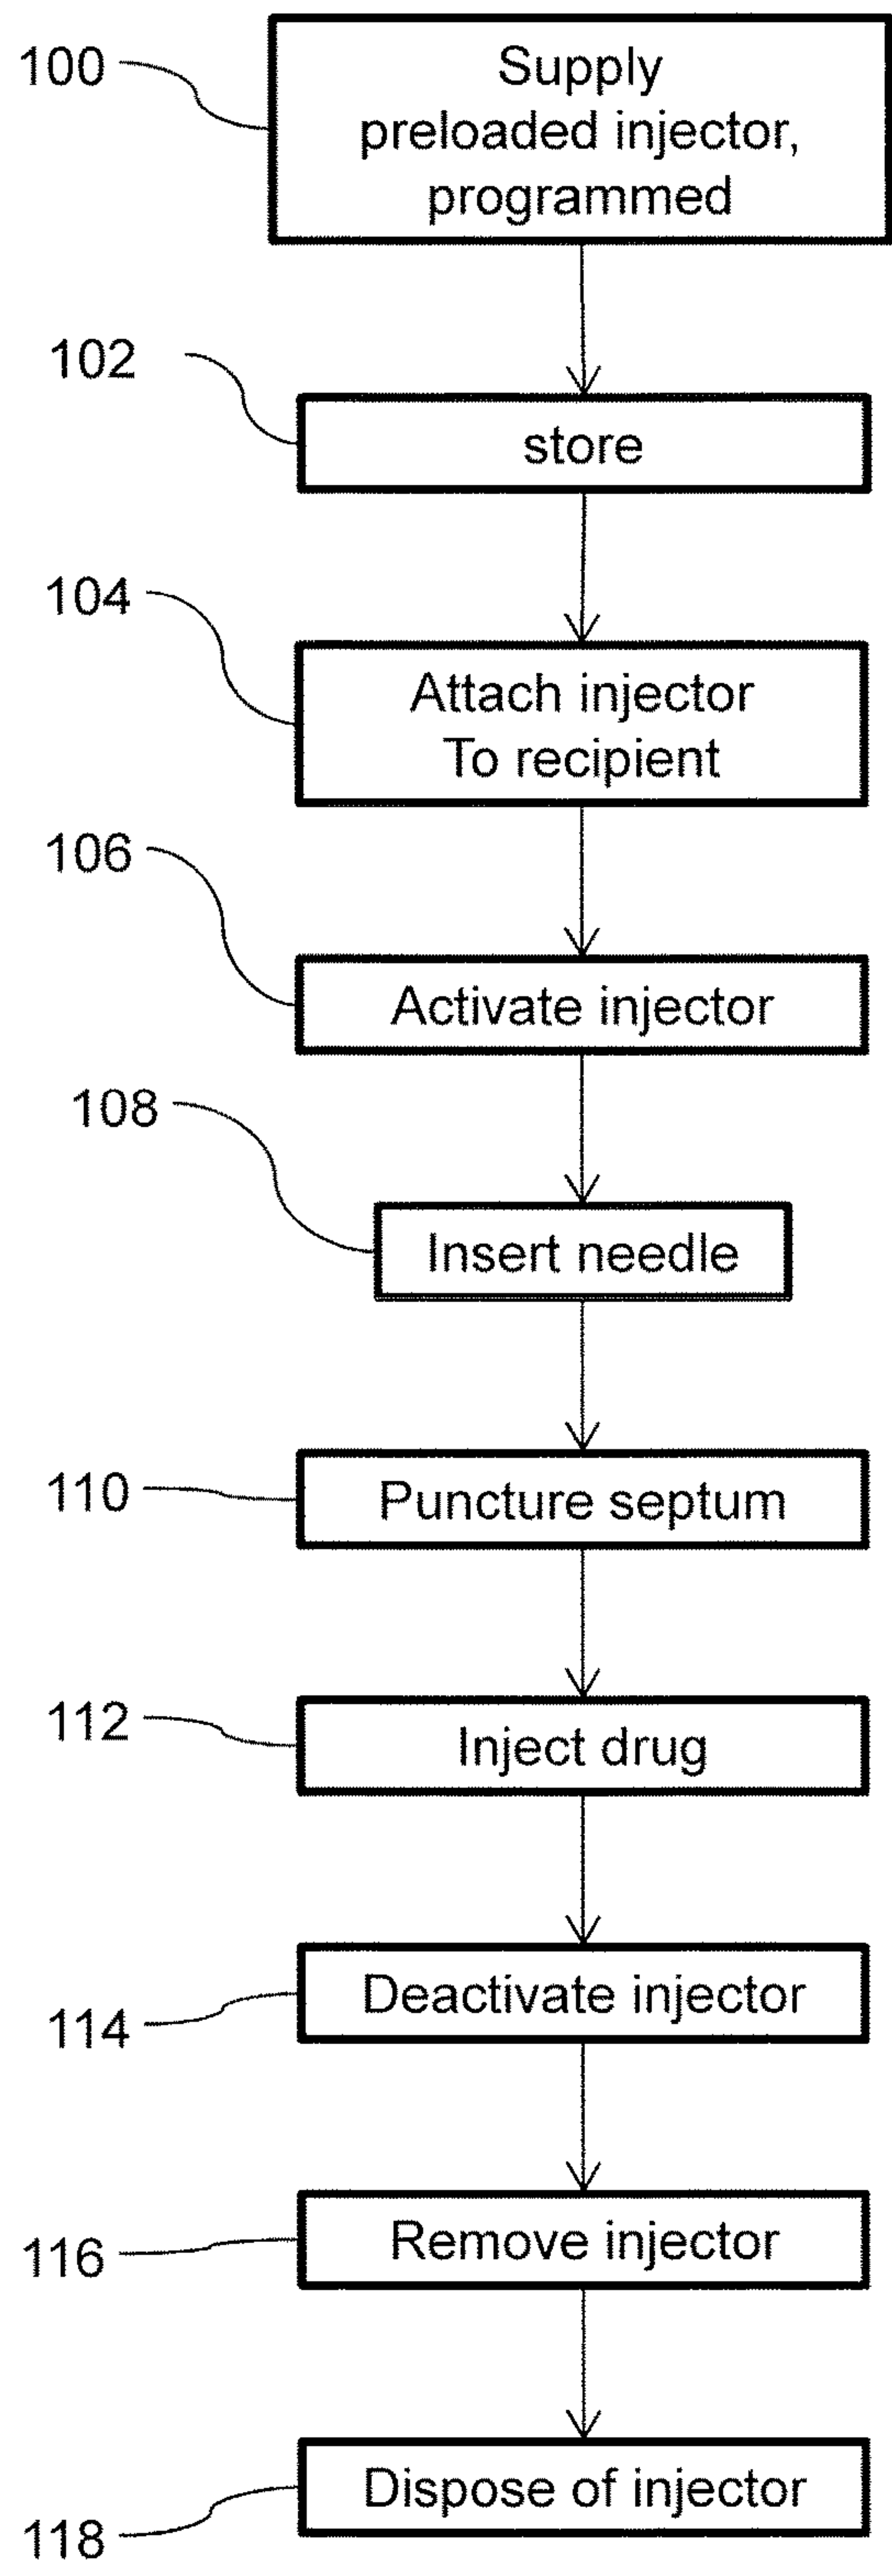 100
Supply
preloaded injector,
programmed
102
store
104
Attach injector
To recipient
106
Activate injector
108
Insert needle
110
Puncture septum
112
Inject drug
114
Deactivate injector
116
Remove injector
118
Dispose of injector